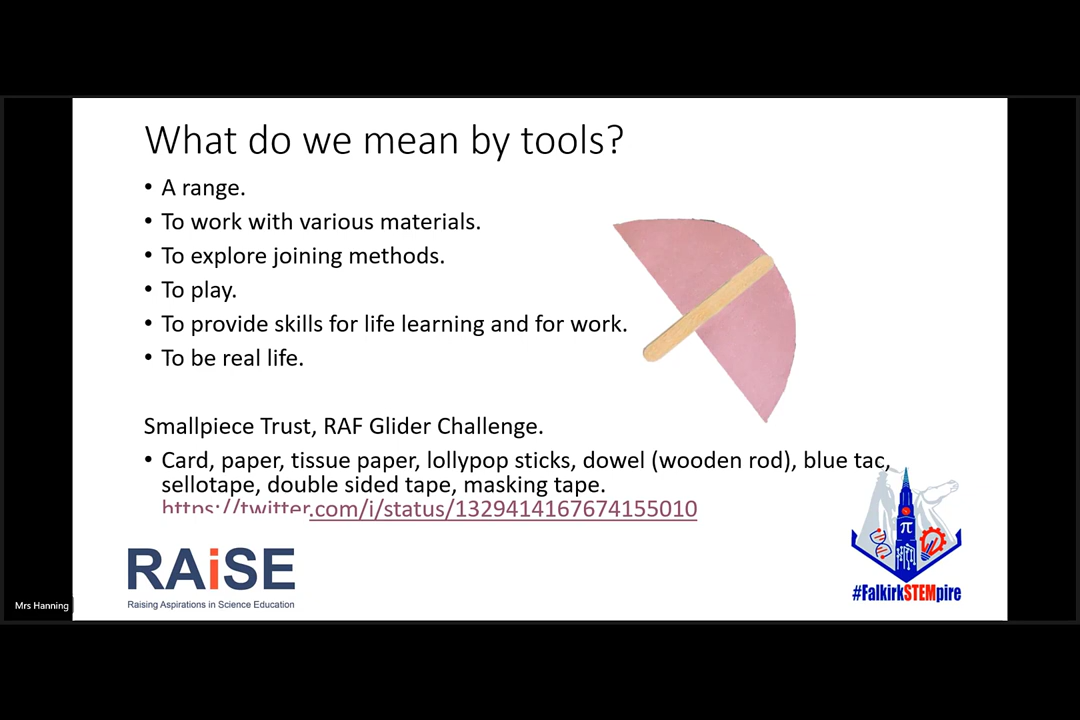 What do we mean by tools?
• A range.
• To work with various materials.
• To explore joining methods.
• To play.
• To provide skills for life learning and for work.
• To be real life.
Smallpiece Trust, RAF Glider Challenge.
• Card, paper, tissue paper, lollypop sticks, dowel (wooden rod), blue tac,
sellotape, double sided tape, masking tape.
https://twitter.com/i/status/1329414167674155010
RAiSE
Raising Aspirations in Science Education
π
#FalkirkSTEMpire
Mrs Hanning